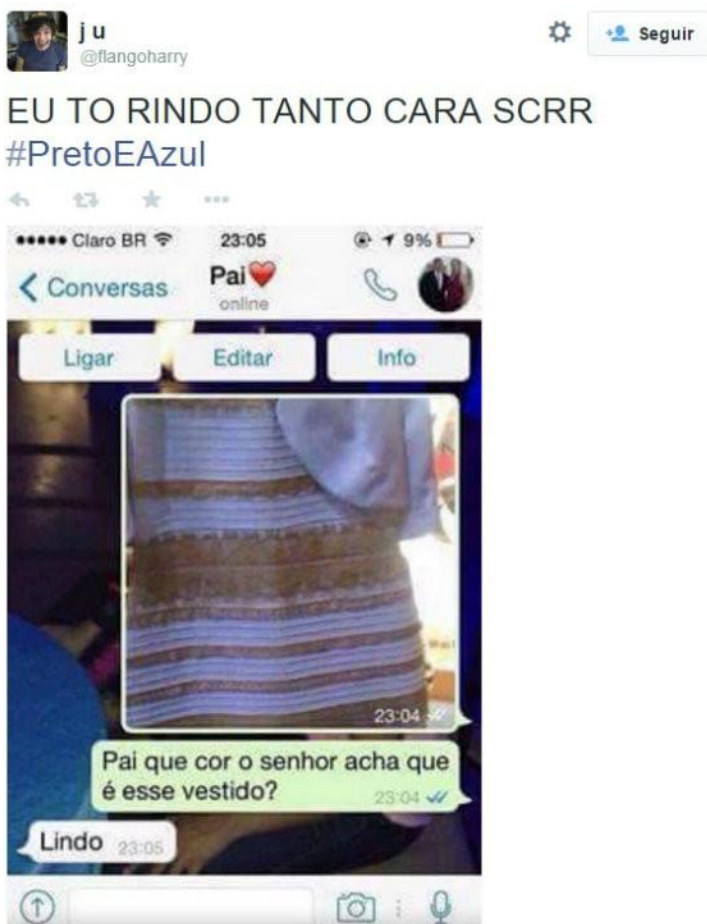 j u
@flangoharry
Seguir
EU TO RINDO TANTO CARA SCRR
#PretoEAzul
Claro BR 23:05 9%
Conversas Pai
online
Ligar Editar Info
23:04
Pai que cor o senhor acha que
é esse vestido?
23:04
Lindo 23:05